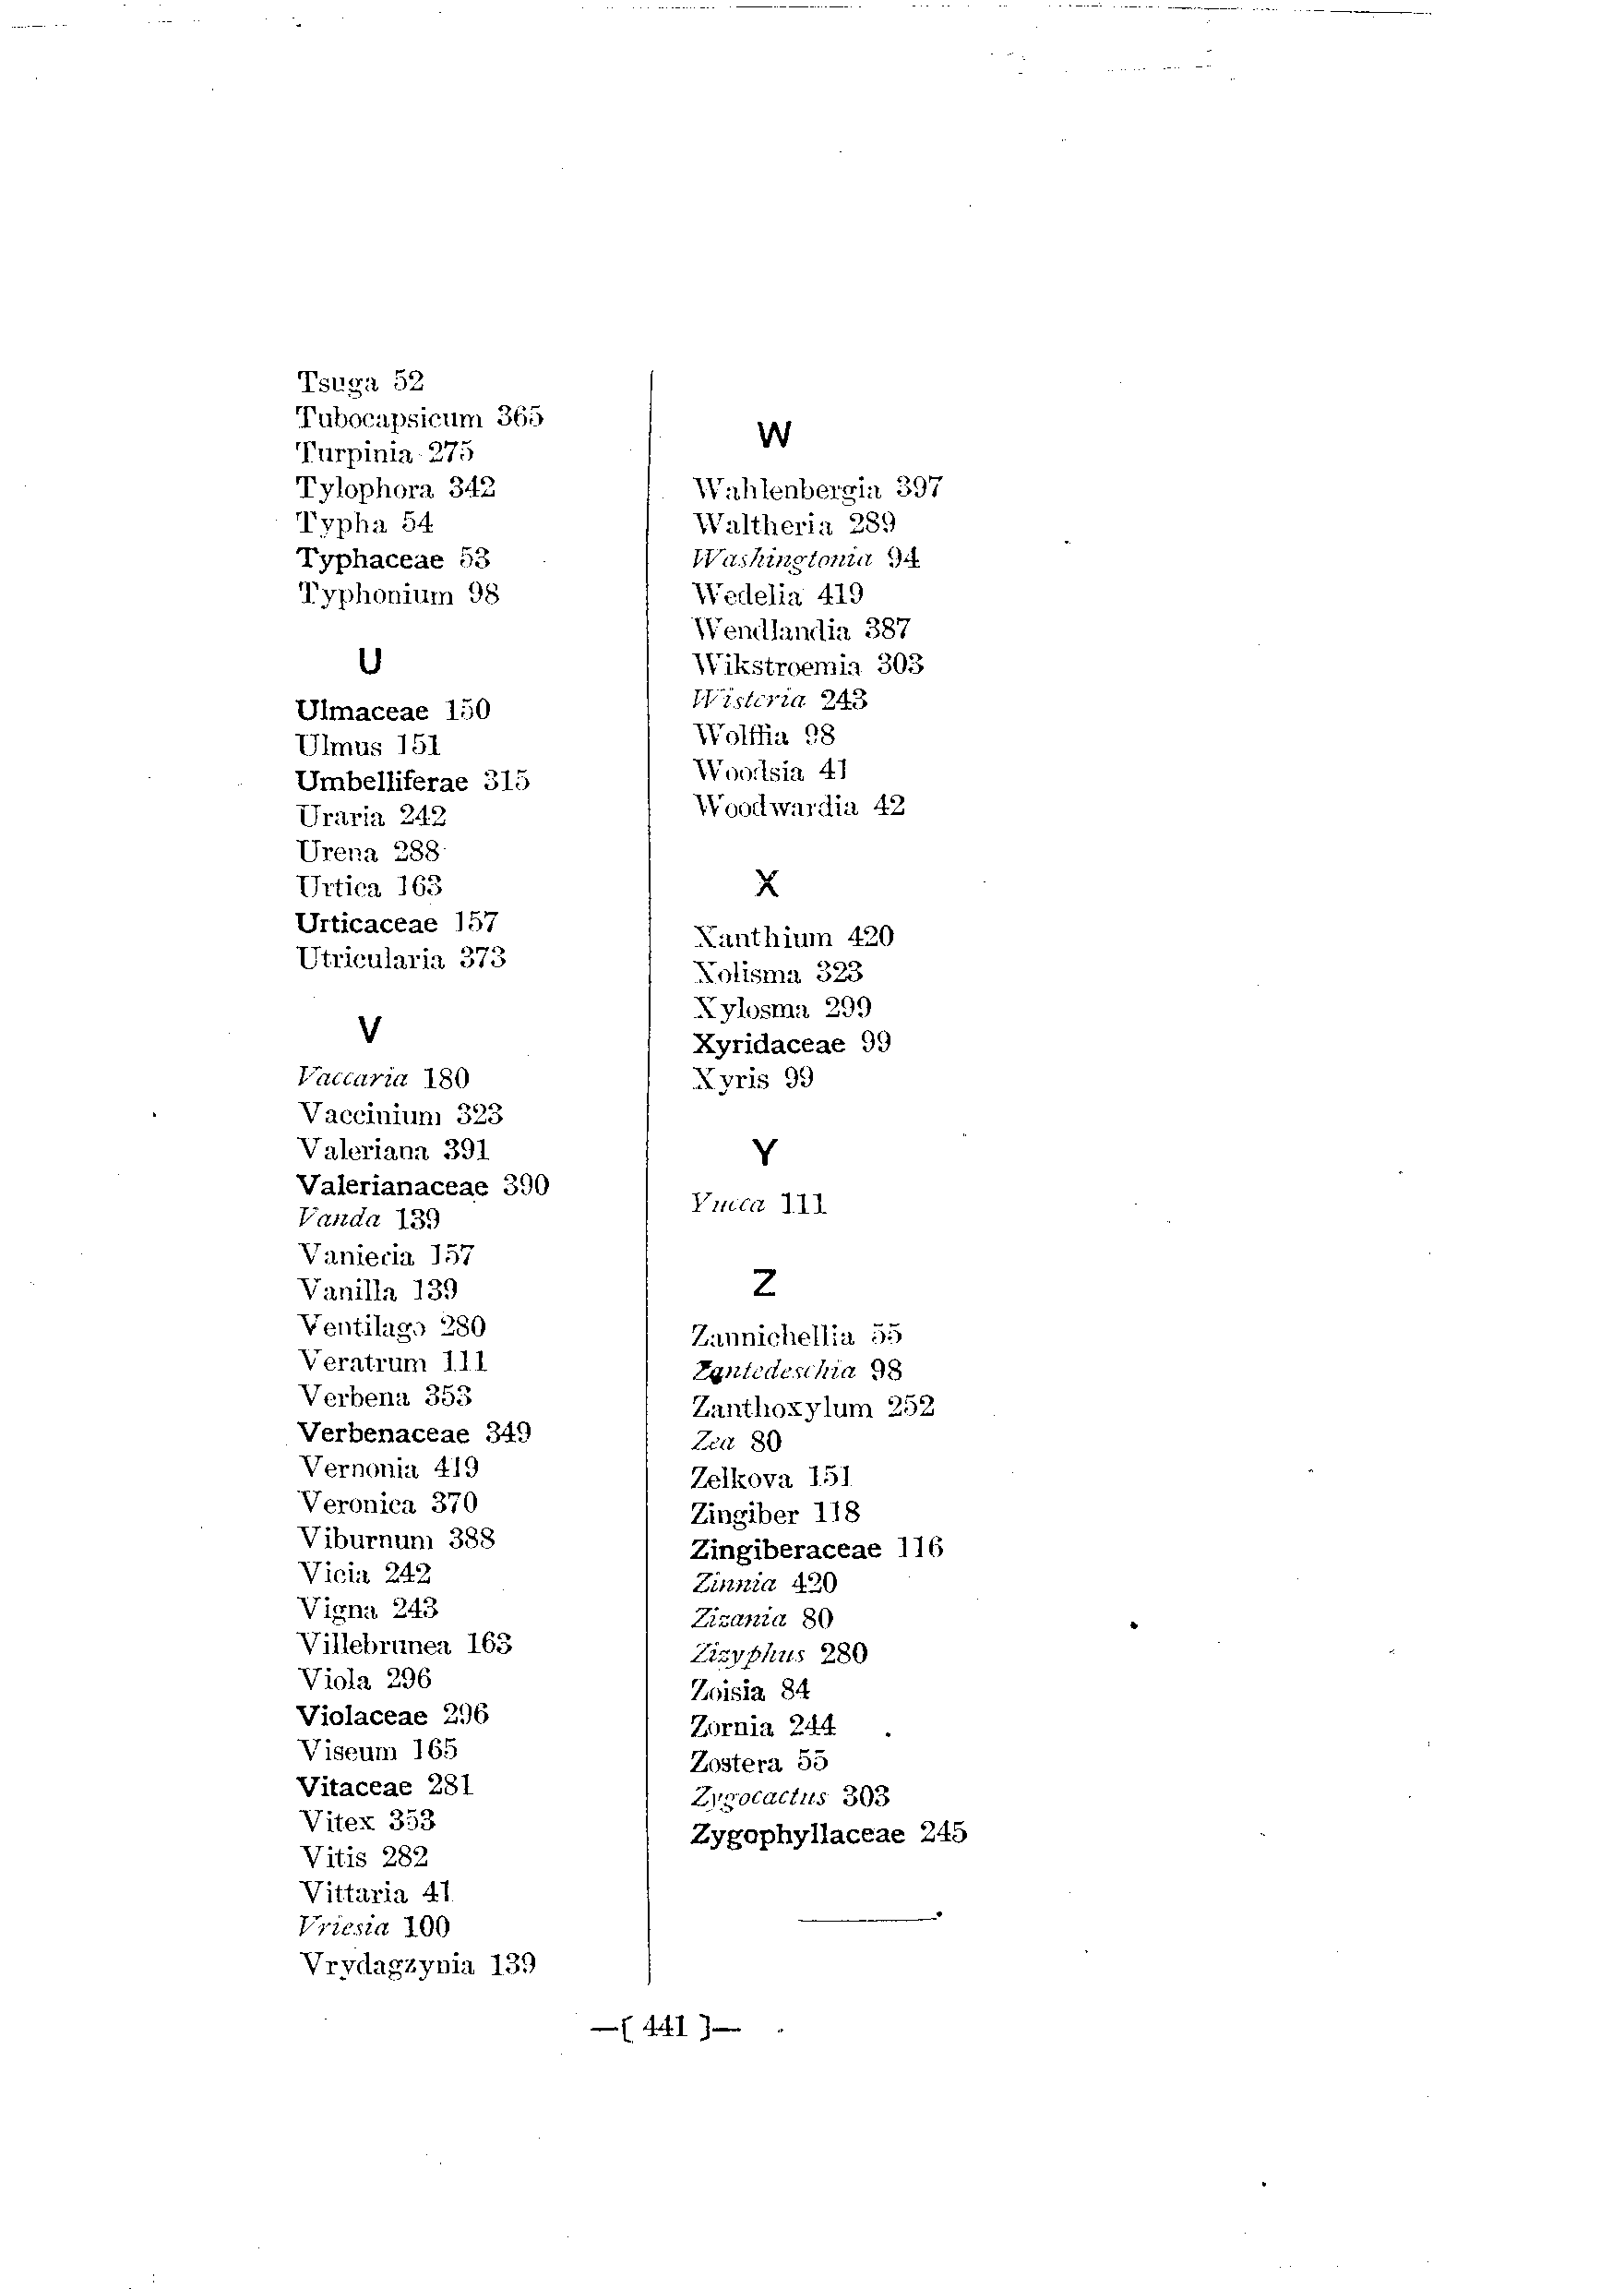 Tsuga 52
Tubocapsicum 365
Turpinia 275
Tylophora 342
Typha 54
Typhaceae 53
Typhonium 98
U
Ulmaceae 150
Ulmus 151
Umbelliferae 315
Uraria 242
Urena 288
Urtica 163
Urticaceae 157
Utricularia 373
V
Vaccaria 180
Vaccinium 323
Valeriana 391
Valerianaceae 390
Vanda 139
Vanieria 157
Vanilla 139
Ventilago 280
Veratrum 111
Verbena 353
Verbenaceae 349
Vernonia 419
Veronica 370
Viburnum 388
Vicia 242
Vigna 243
Villebrunea 163
Viola 296
Violaceae 296
Viscum 165
Vitaceae 281
Vitex 353
Vitis 282
Vittaria 41
Vriesia 100
Vrydagzynia 139
W
Wahlenbergia 397
Waltheria 289
Washingtonia 94
Wedelia 419
Wendlandia 387
Wikstroemia 303
Wisteria 243
Wolffia 98
Woodsia 41
Woodwardia 42
X
Xanthium 420
Xolisma 323
Xylosma 299
Xyridaceae 99
Xyris 99
Y
Yucca 111
Z
Zannichellia 55
Zantedeschia 98
Zanthoxylum 252
Zea 80
Zelkova 151
Zingiber 118
Zingiberaceae 116
Zinnia 420
Zizania 80
Zizyphus 280
Zoisia 84
Zornia 244
Zostera 55
Zygocactus 303
Zygophyllaceae 245
—[ 441 ]—